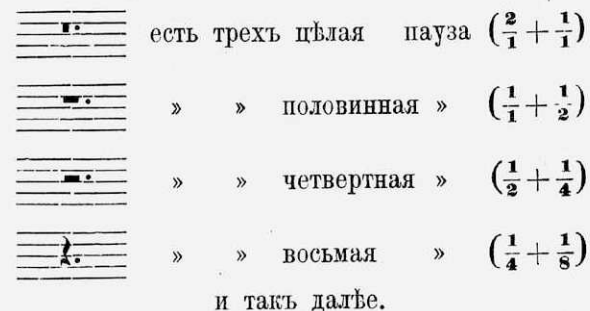 есть трехъ цѣлая пауза (2/1 + 1/1)
» » половинная » (1/1 + 1/2)
» » четвертная » (1/2 + 1/4)
» » восьмая » (1/4 + 1/8)
и такъ далѣе.